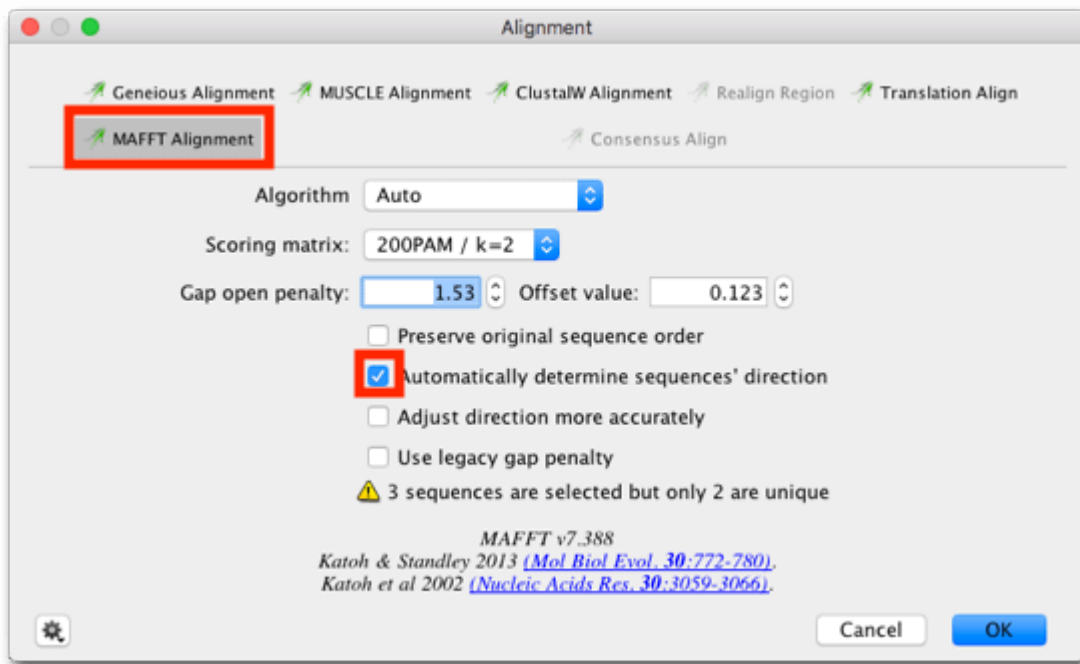 Alignment
Geneious Alignment MUSCLE Alignment ClustalW Alignment Realign Region Translation Align
MAFFT Alignment Consensus Align
Algorithm Auto
Scoring matrix: 200PAM / k=2
Gap open penalty: 1.53 Offset value: 0.123
Preserve original sequence order
Automatically determine sequences' direction
Adjust direction more accurately
Use legacy gap penalty
3 sequences are selected but only 2 are unique
MAFFT v7.388
Katoh & Standley 2013 (Mol Biol Evol. 30:772-780).
Katoh et al 2002 (Nucleic Acids Res. 30:3059-3066).
Cancel OK